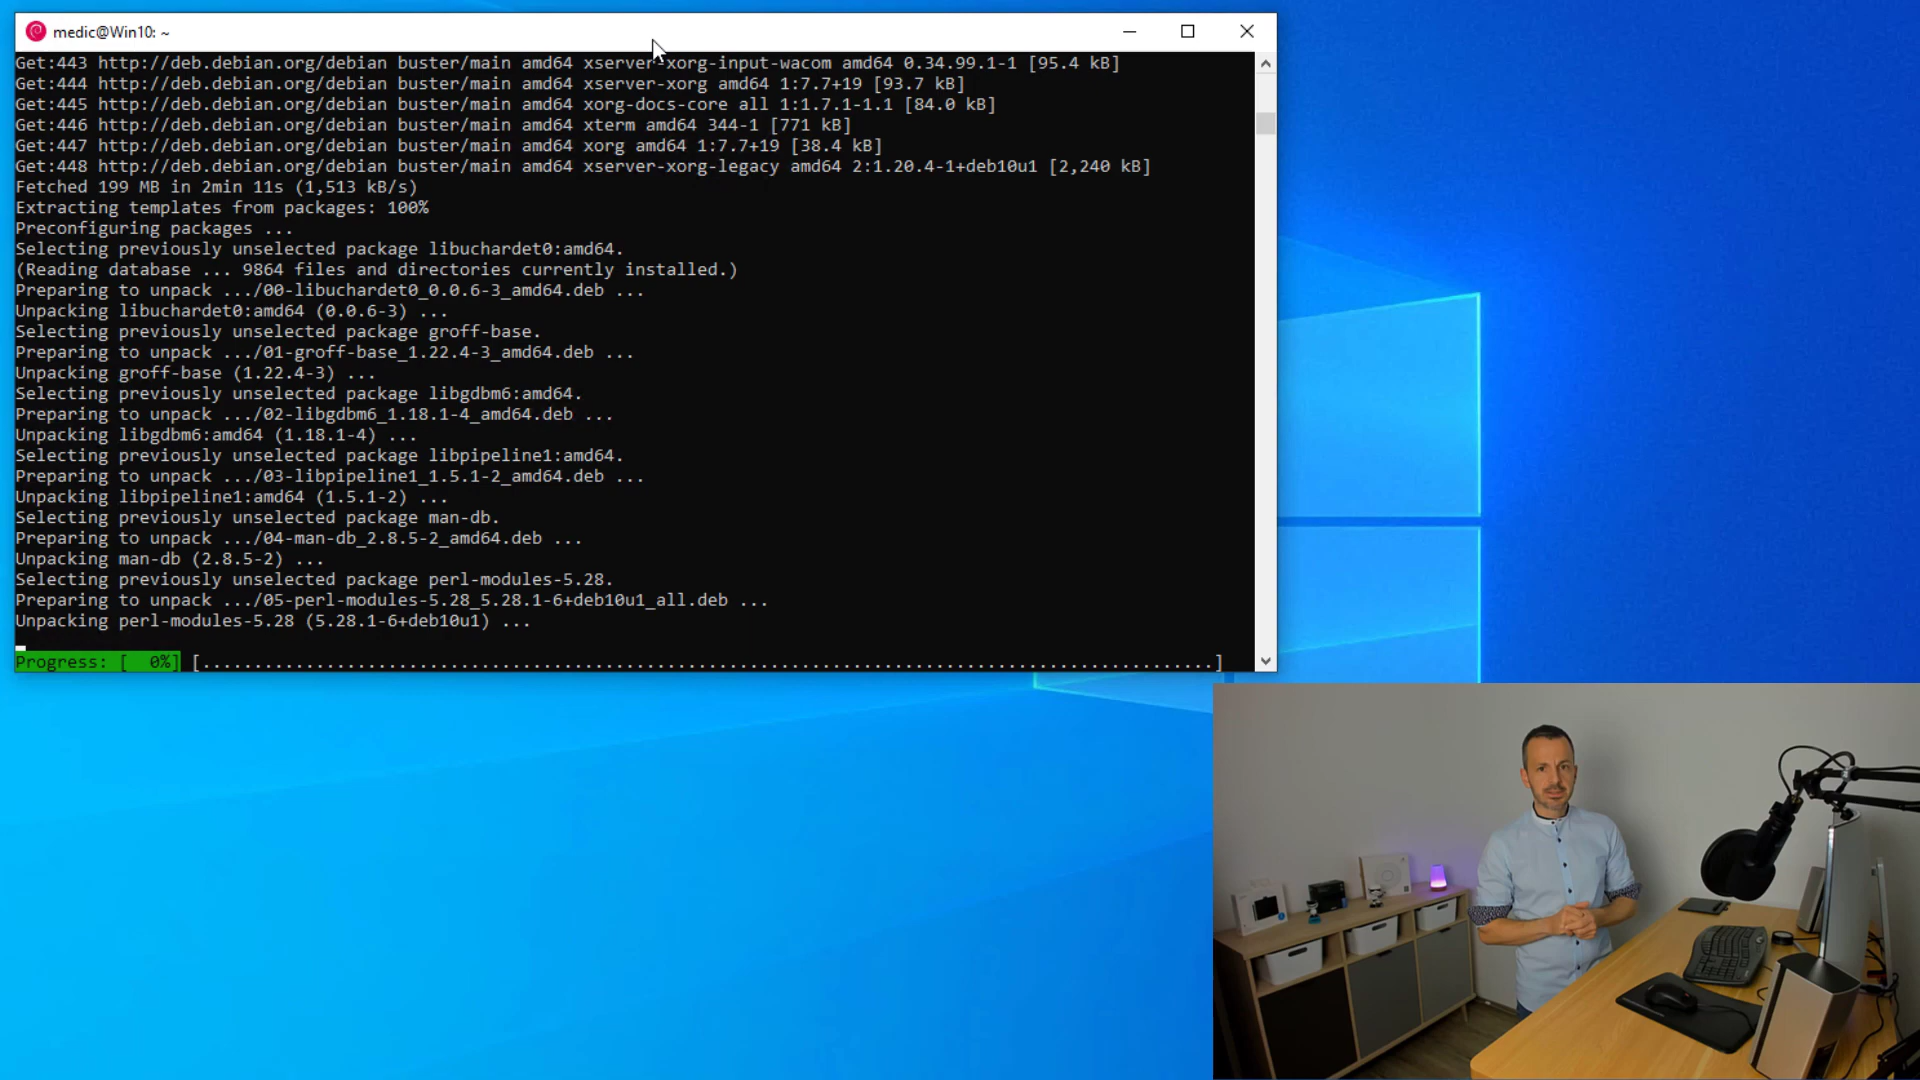 medic@Win10: ~
Get:443 http://deb.debian.org/debian buster/main amd64 xserver-xorg-input-wacom amd64 0.34.99.1-1 [95.4 kB]
Get:444 http://deb.debian.org/debian buster/main amd64 xserver-xorg amd64 1:7.7+19 [93.7 kB]
Get:445 http://deb.debian.org/debian buster/main amd64 xorg-docs-core all 1:1.7.1-1.1 [84.0 kB]
Get:446 http://deb.debian.org/debian buster/main amd64 xterm amd64 344-1 [771 kB]
Get:447 http://deb.debian.org/debian buster/main amd64 xorg amd64 1:7.7+19 [38.4 kB]
Get:448 http://deb.debian.org/debian buster/main amd64 xserver-xorg-legacy amd64 2:1.20.4-1+deb10u1 [2,240 kB]
Fetched 199 MB in 2min 11s (1,513 kB/s)
Extracting templates from packages: 100%
Preconfiguring packages ...
Selecting previously unselected package libuchardet0:amd64.
(Reading database ... 9864 files and directories currently installed.)
Preparing to unpack .../00-libuchardet0_0.0.6-3_amd64.deb ...
Unpacking libuchardet0:amd64 (0.0.6-3) ...
Selecting previously unselected package groff-base.
Preparing to unpack .../01-groff-base_1.22.4-3_amd64.deb ...
Unpacking groff-base (1.22.4-3) ...
Selecting previously unselected package libgdbm6:amd64.
Preparing to unpack .../02-libgdbm6_1.18.1-4_amd64.deb ...
Unpacking libgdbm6:amd64 (1.18.1-4) ...
Selecting previously unselected package libpipeline1:amd64.
Preparing to unpack .../03-libpipeline1_1.5.1-2_amd64.deb ...
Unpacking libpipeline1:amd64 (1.5.1-2) ...
Selecting previously unselected package man-db.
Preparing to unpack .../04-man-db_2.8.5-2_amd64.deb ...
Unpacking man-db (2.8.5-2) ...
Selecting previously unselected package perl-modules-5.28.
Preparing to unpack .../05-perl-modules-5.28_5.28.1-6+deb10u1_all.deb ...
Unpacking perl-modules-5.28 (5.28.1-6+deb10u1) ...
Progress: [  0%] [..................................................................................................]